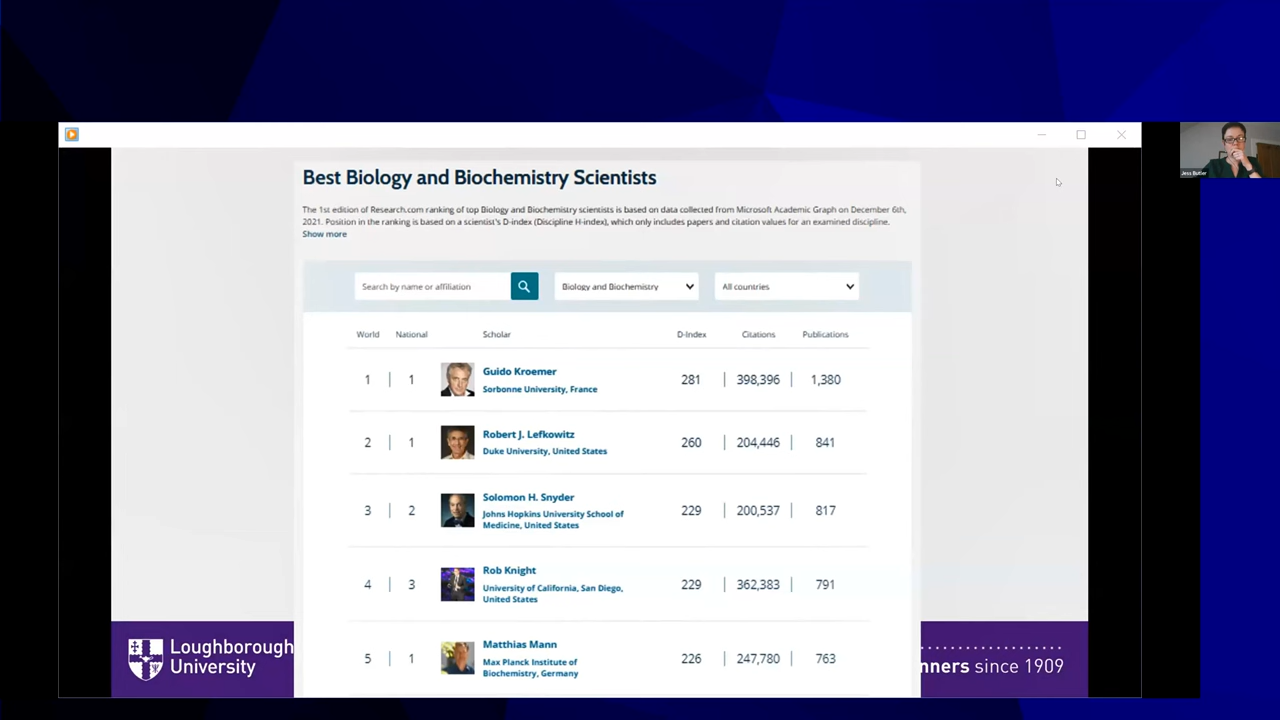 Best Biology and Biochemistry Scientists
The 1st edition of Research.com ranking of top Biology and Biochemistry scientists is based on data collected from Microsoft Academic Graph on December 6th,
2021. Position in the ranking is based on a scientist's D-index (Discipline H-index), which only includes papers and citation values for an examined discipline.
Show more
Search by name or affiliation Biology and Biochemistry All countries
World National Scholar D-Index Citations Publications
1 1 Guido Kroemer 281 398,396 1,380
Sorbonne University, France
2 1 Robert J. Lefkowitz 260 204,446 841
Duke University, United States
3 2 Solomon H. Snyder 229 200,537 817
Johns Hopkins University School of
Medicine, United States
4 3 Rob Knight 229 362,383 791
University of California, San Diego,
United States
5 1 Matthias Mann 226 247,780 763
Max Planck Institute of
Biochemistry, Germany
Loughborough
University
nners since 1909
Jess Butler